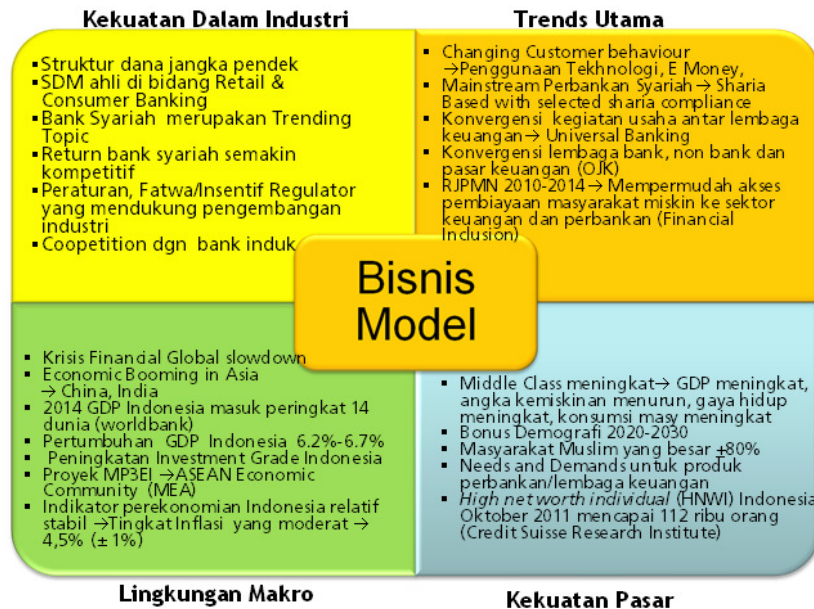 Kekuatan Dalam Industri
▪Struktur dana jangka pendek
▪SDM ahli di bidang Retail &
Consumer Banking
▪Bank Syariah merupakan Trending
Topic
▪Return bank syariah semakin
kompetitif
▪Peraturan, Fatwa/Insentif Regulator
yang mendukung pengembangan
industri
▪Coopetition dgn bank induk
Trends Utama
▪ Changing Customer behaviour
→Penggunaan Tekhnologi, E Money,
▪ Mainstream Perbankan Syariah→ Sharia
Based with selected sharia compliance
▪ Konvergensi kegiatan usaha antar lembaga
keuangan→ Universal Banking
▪ Konvergensi lembaga bank, non bank dan
pasar keuangan (OJK)
▪ RJPMN 2010-2014→ Mempermudah akses
pembiayaan masyarakat miskin ke sektor
keuangan dan perbankan (Financial
Inclusion)
Bisnis
Model
▪ Krisis Financial Global slowdown
▪ Economic Booming in Asia
→ China, India
▪ 2014 GDP Indonesia masuk peringkat 14
dunia (worldbank)
▪ Pertumbuhan GDP Indonesia 6.2%-6.7%
▪ Peningkatan Investment Grade Indonesia
▪ Proyek MP3EI →ASEAN Economic
Community (MEA)
▪ Indikator perekonomian Indonesia relatif
stabil →Tingkat Inflasi yang moderat →
4,5% (± 1%)
Lingkungan Makro
▪ Middle Class meningkat→ GDP meningkat,
angka kemiskinan menurun, gaya hidup
meningkat, konsumsi masy meningkat
▪ Bonus Demografi 2020-2030
▪ Masyarakat Muslim yang besar ±80%
▪ Needs and Demands untuk produk
perbankan/lembaga keuangan
▪ High net worth individual (HNWI) Indonesia
Oktober 2011 mencapai 112 ribu orang
(Credit Suisse Research Institute)
Kekuatan Pasar